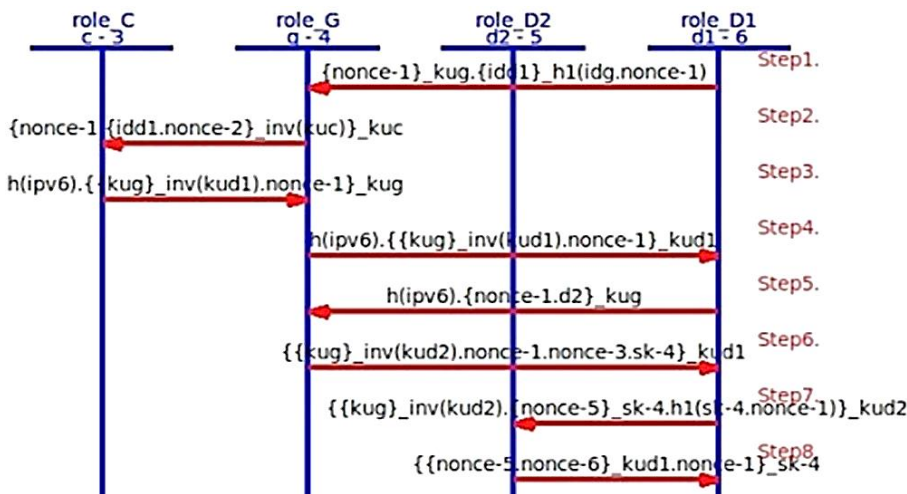 role_C role_G role_D2 role_D1
c - 3 g - 4 d2 - 5 d1 - 6
Step1.
{nonce-1}_kug.{idd1}_h1(idg.nonce-1)
Step2.
{nonce-1.{idd1.nonce-2}_inv(kuc)}_kuc
Step3.
h(ipv6).{{kug}_inv(kud1).nonce-1}_kug
Step4.
h(ipv6).{{kug}_inv(kud1).nonce-1}_kud1
Step5.
h(ipv6).{nonce-1.d2}_kug
Step6.
{{kug}_inv(kud2).nonce-1.nonce-3.sk-4}_kud1
Step7.
{{kug}_inv(kud2).{nonce-5}_sk-4.h1(sk-4.nonce-1)}_kud2
Step8.
{{nonce-5.nonce-6}_kud1.nonce-1}_sk-4